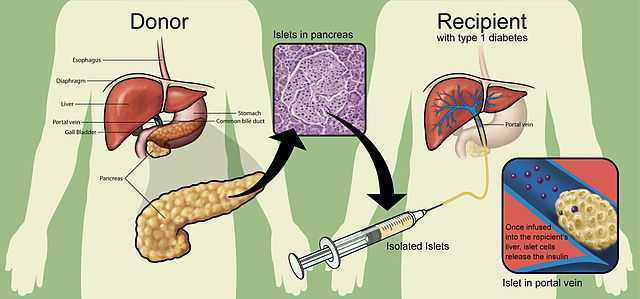 Donor
Esophagus
Diaphragm
Liver
Portal vein
Gall Bladder
Pancreas
Stomach
Common bile duct
Islets in pancreas
Isolated Islets
Recipient
with type 1 diabetes
Portal vein
Once infused
into the repicient's
liver, islet cells
release the insulin
Islet in portal vein